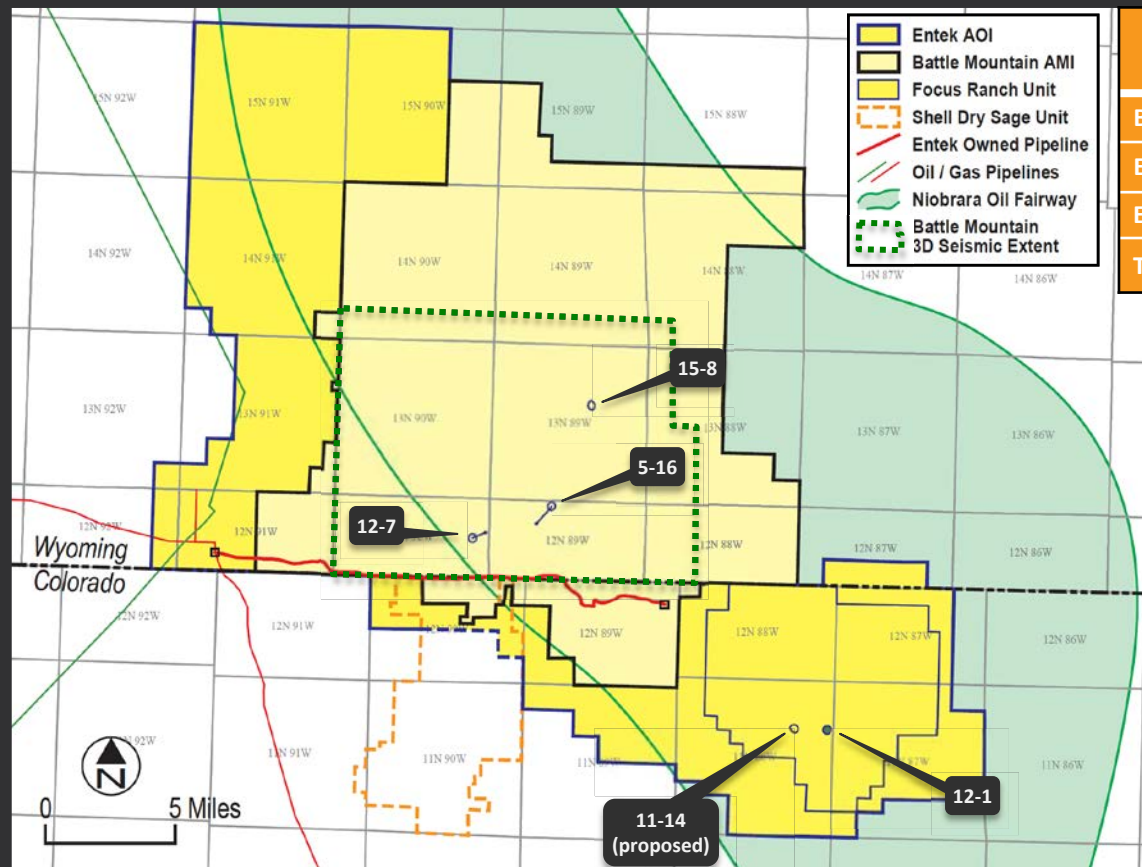 Entek AOI
Battle Mountain AMI
Focus Ranch Unit
Shell Dry Sage Unit
Entek Owned Pipeline
Oil / Gas Pipelines
Niobrara Oil Fairway
Battle Mountain
3D Seismic Extent
E
E
E
T
15N 92W
15N 91W
15N 90W
15N 89W
15N 88W
14N 92W
14N 91W
14N 90W
14N 89W
14N 88W
14N 87W
14N 86W
15-8
13N 92W
13N 91W
13N 90W
13N 89W
13N 88W
13N 87W
13N 86W
5-16
12-7
12N 92W
12N 91W
12N 89W
12N 88W
12N 87W
12N 86W
Wyoming
Colorado
12N 92W
12N 91W
12N 89W
12N 88W
12N 87W
12N 86W
92W
11N 91W
11N 90W
87W
11N 86W
N
0
5 Miles
11-14
(proposed)
12-1